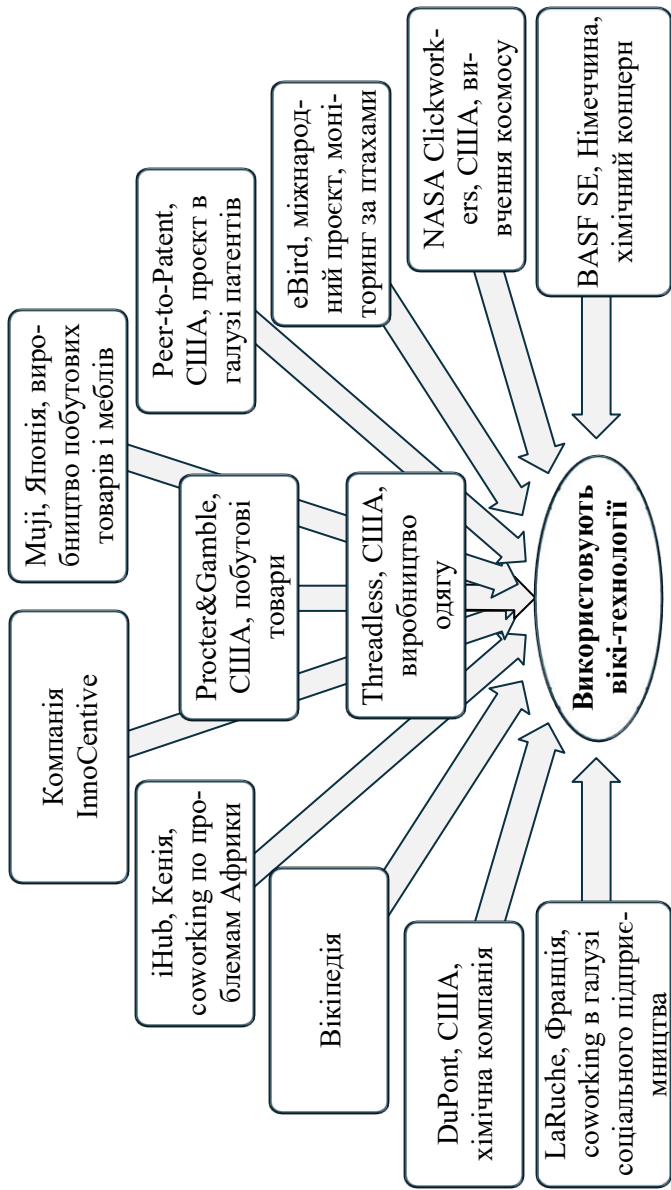 Компанія
InnoCentive
Muji, Японія, виро-
бництво побутових
товарів і меблів
iHub, Кенія,
coworking по про-
блемам Африки
Procter&Gamble,
США, побутові
товари
Peer-to-Patent,
США, проєкт в
галузі патентів
Вікіпедія
Threadless, США,
виробництво
одягу
eBird, міжнарод-
ний проєкт, моні-
торинг за птахами
DuPont, США,
хімічна компанія
NASA Clickwork-
ers, США, ви-
вчення космосу
LaRuche, Франція,
coworking в галузі
соціального підприє-
мництва
Використовують
вікі-технології
BASF SE, Німеччина,
хімічний концерн